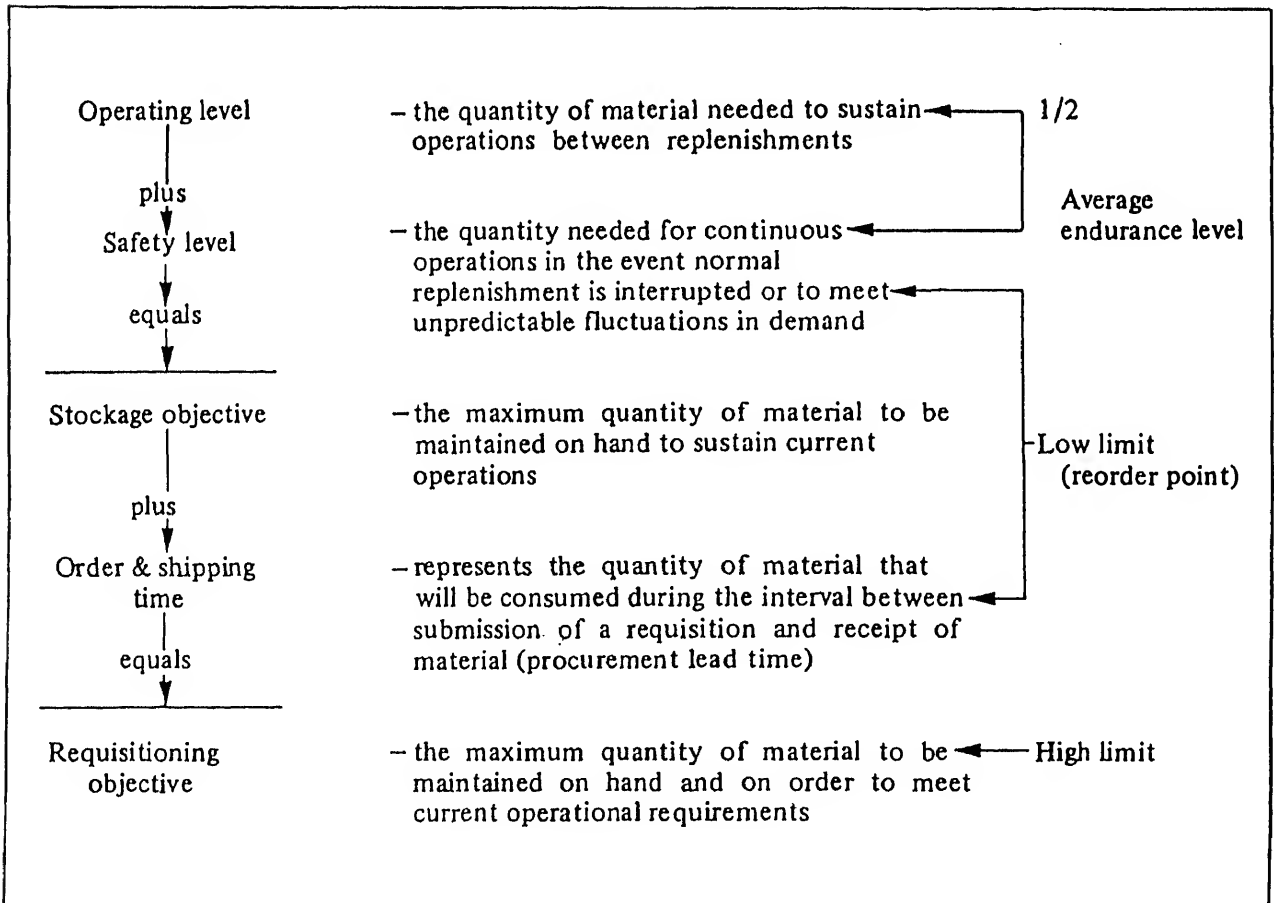 Operating level
– the quantity of material needed to sustain
1/2
operations between replenishments
plus
Average
endurance level
Safety level
– the quantity needed for continuous
operations in the event normal
replenishment is interrupted or to meet
unpredictable fluctuations in demand
equals
Stockage objective
– the maximum quantity of material to be
maintained on hand to sustain current
operations
Low limit
(reorder point)
plus
Order & shipping
time
– represents the quantity of material that
will be consumed during the interval between
submission of a requisition and receipt of
material (procurement lead time)
equals
Requisitioning
objective
– the maximum quantity of material to be
maintained on hand and on order to meet
current operational requirements
High limit